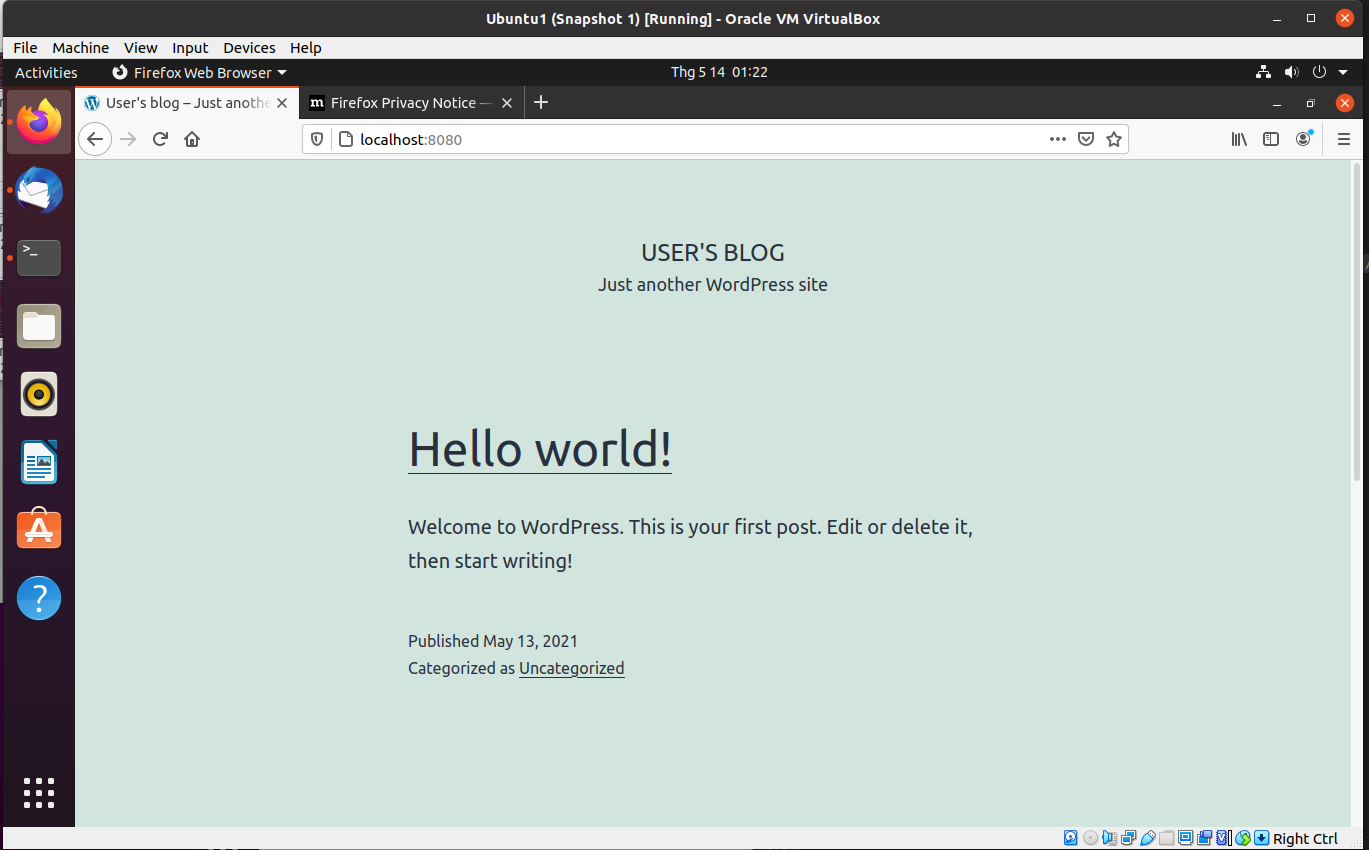 Ubuntu1 (Snapshot 1) [Running] - Oracle VM VirtualBox
File Machine View Input Devices Help
Activities Firefox Web Browser Thg 5 14 01:22
User's blog – Just anothe Firefox Privacy Notice —
localhost:8080
USER'S BLOG
Just another WordPress site
Hello world!
Welcome to WordPress. This is your first post. Edit or delete it,
then start writing!
Published May 13, 2021
Categorized as Uncategorized
Right Ctrl